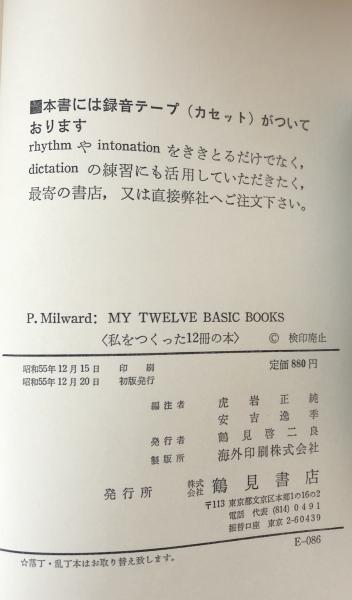 ■本書には録音テープ（カセット）がついて
おります
rhythm や intonation をききとるだけでなく，
dictation の練習にも活用していただきたく，
最寄の書店，又は直接弊社へご注文下さい。
P. Milward: MY TWELVE BASIC BOOKS
〈私をつくった12冊の本〉 © 検印廃止
昭和55年12月15日 印刷 定価 880円
昭和55年12月20日 初版発行
編注者 虎岩正純
安吉逸季
発行者 鶴見啓二良
製版所 海外印刷株式会社
発行所 株式会社 鶴見書店
〒113 東京都文京区本郷1の16の2
電話 代表(814)0491
振替口座 東京2-60439
E-086
☆落丁・乱丁本はお取り替え致します。